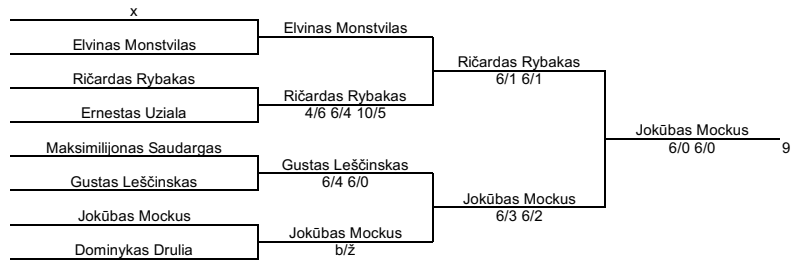 x
Elvinas Monstvilas
Elvinas Monstvilas
Ričardas Rybakas
6/1 6/1
Ričardas Rybakas
Ričardas Rybakas
4/6 6/4 10/5
Ernestas Uziala
Jokūbas Mockus
6/0 6/0
9
Maksimilijonas Saudargas
Gustas Leščinskas
6/4 6/0
Gustas Leščinskas
Jokūbas Mockus
6/3 6/2
Jokūbas Mockus
Jokūbas Mockus
b/ž
Dominykas Drulia